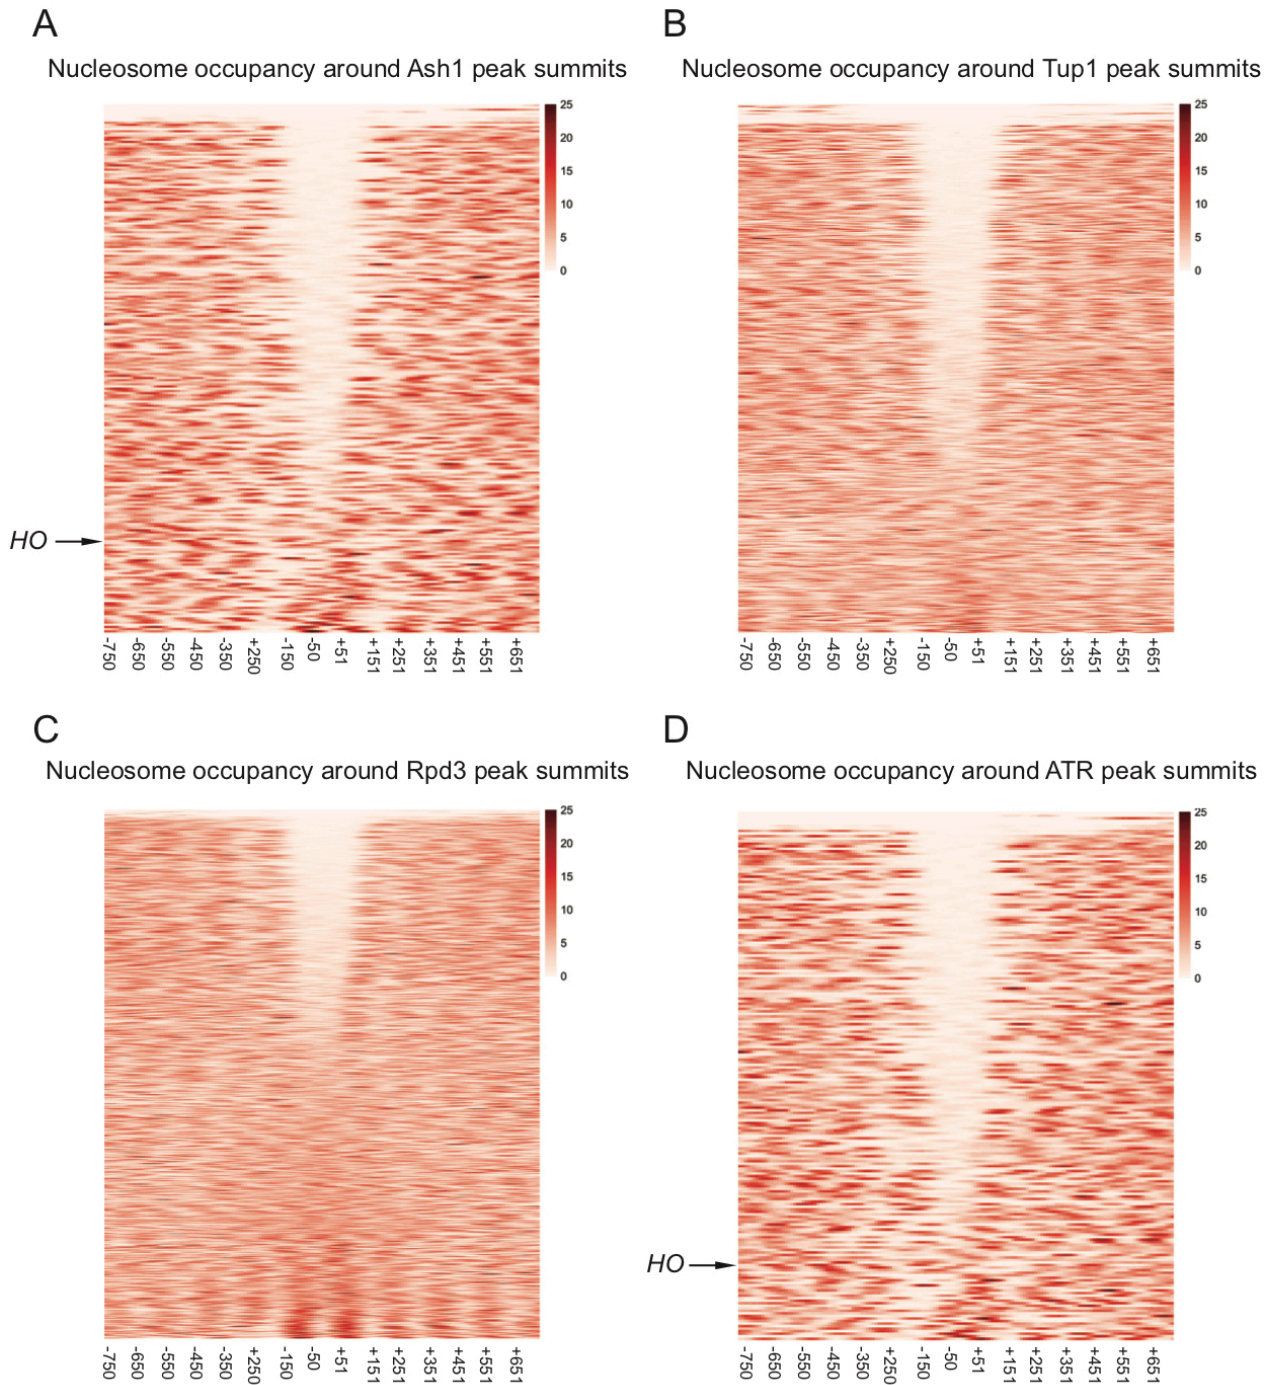 A
B
Nucleosome occupancy around Ash1 peak summits
Nucleosome occupancy around Tup1 peak summits
25
20
15
10
5
0
25
20
15
10
5
0
HO
-750 -650 -550 -450 -350 +250 -150 -50 +51 +151 +251 +351 +451 +551 +651
-750 -650 -550 -450 -350 +250 -150 -50 +51 +151 +251 +351 +451 +551 +651
C
D
Nucleosome occupancy around Rpd3 peak summits
Nucleosome occupancy around ATR peak summits
25
20
15
10
5
0
25
20
15
10
5
0
HO
-750 -650 -550 -450 -350 +250 -150 -50 +51 +151 +251 +351 +451 +551 +651
-750 -650 -550 -450 -350 +250 -150 -50 +51 +151 +251 +351 +451 +551 +651